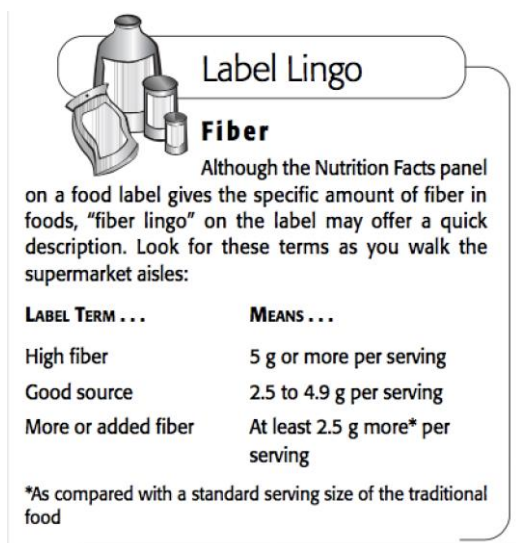 Label Lingo
Fiber
Although the Nutrition Facts panel
on a food label gives the specific amount of fiber in
foods, “fiber lingo” on the label may offer a quick
description. Look for these terms as you walk the
supermarket aisles:
LABEL TERM . . . MEANS . . .
High fiber 5 g or more per serving
Good source 2.5 to 4.9 g per serving
More or added fiber At least 2.5 g more* per
serving
*As compared with a standard serving size of the traditional
food